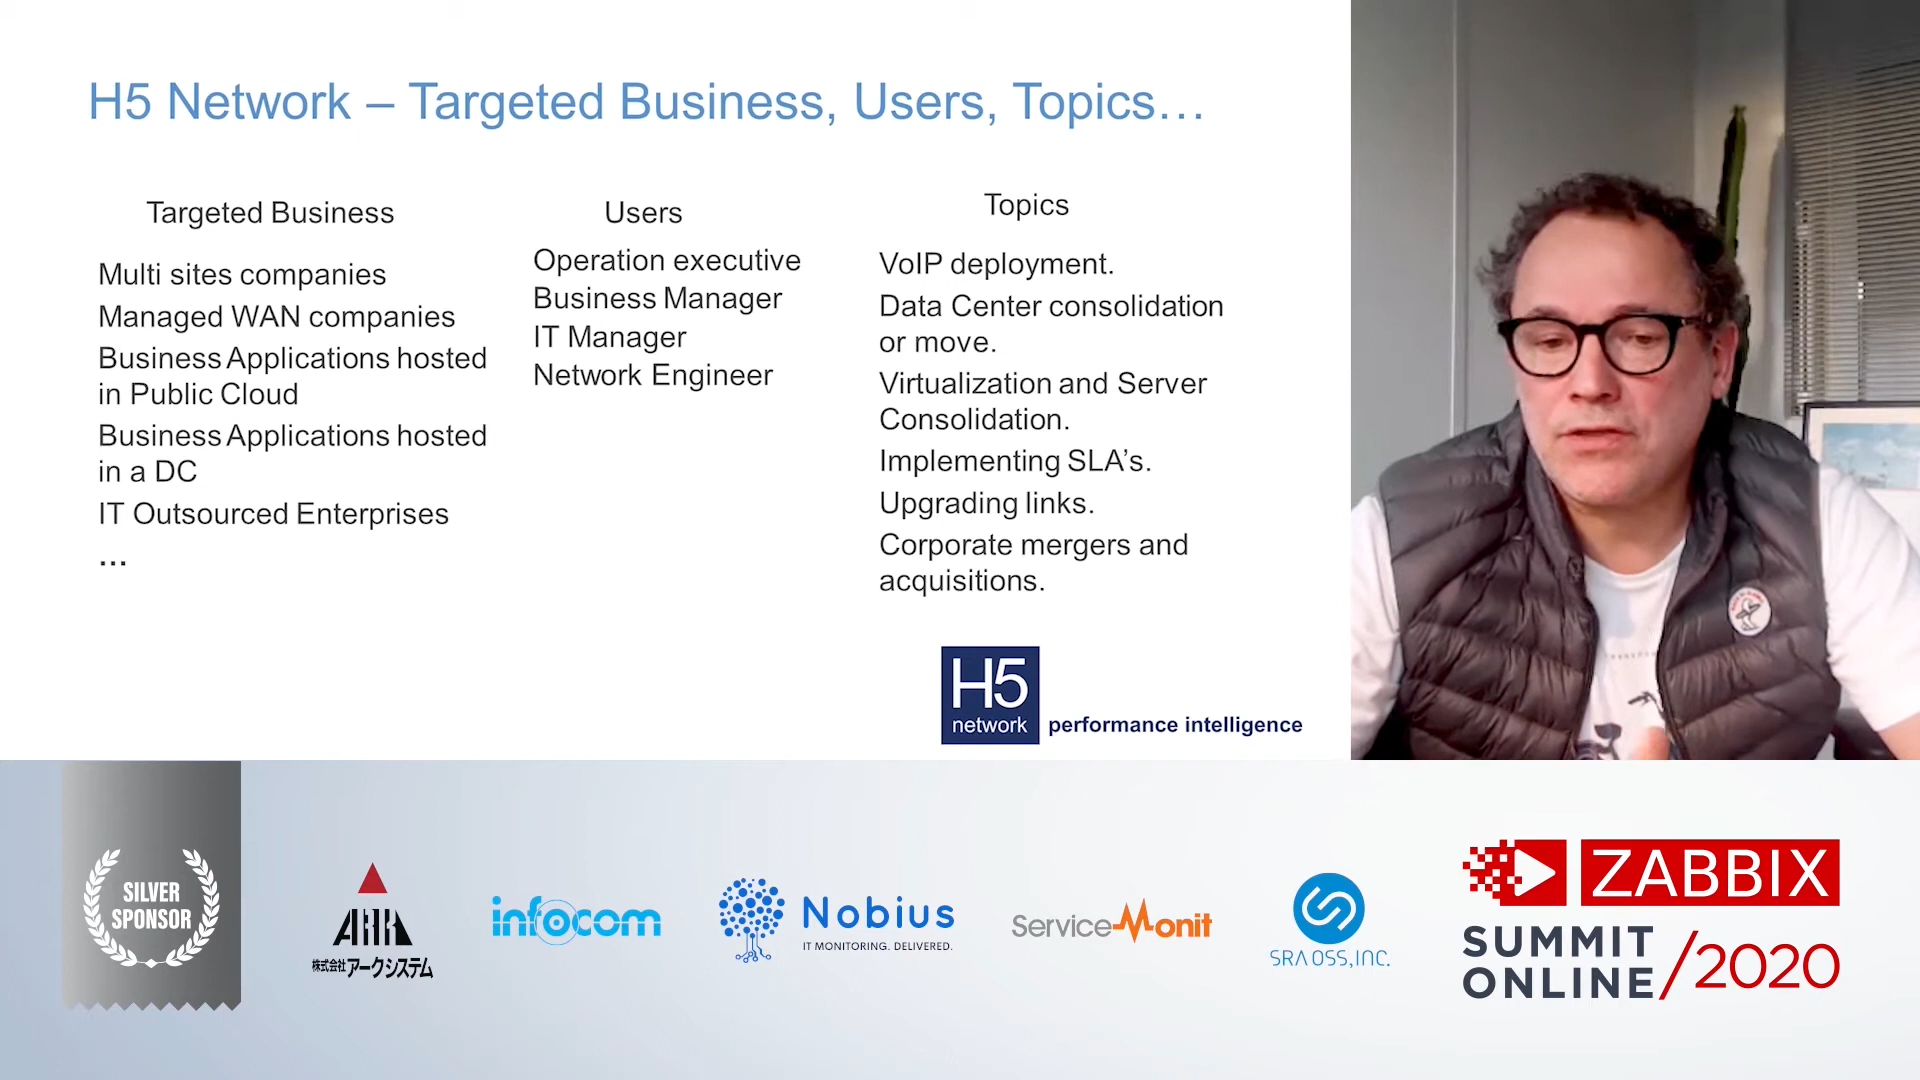 H5 Network – Targeted Business, Users, Topics…
Targeted Business
Multi sites companies
Managed WAN companies
Business Applications hosted
in Public Cloud
Business Applications hosted
in a DC
IT Outsourced Enterprises
...
Users
Operation executive
Business Manager
IT Manager
Network Engineer
Topics
VoIP deployment.
Data Center consolidation
or move.
Virtualization and Server
Consolidation.
Implementing SLA’s.
Upgrading links.
Corporate mergers and
acquisitions.
H5
network
performance intelligence
SILVER
SPONSOR
ARK
株式会社アークシステム
infocom
Nobius
IT MONITORING. DELIVERED.
ServiceMonit
SRA OSS, INC.
ZABBIX
SUMMIT
ONLINE /2020